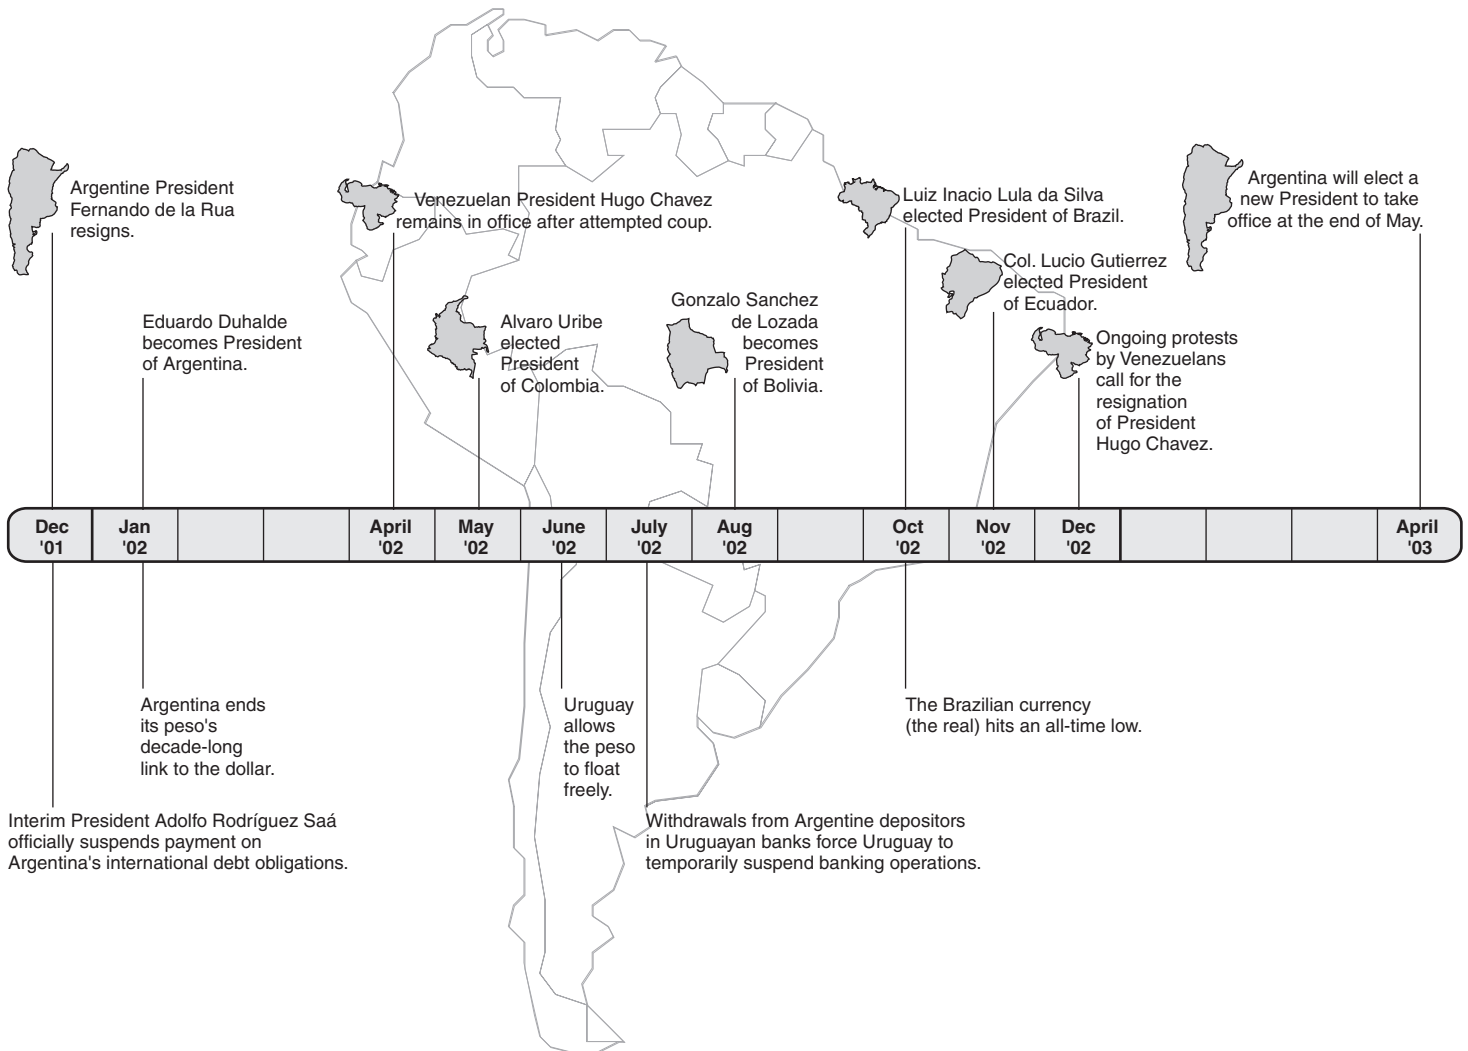 Argentine President
Fernando de la Rua
resigns.
Eduardo Duhalde
becomes President
of Argentina.
Venezuelan President Hugo Chavez
remains in office after attempted coup.
Alvaro Uribe
elected
President
of Colombia.
Gonzalo Sanchez
de Lozada
becomes
President
of Bolivia.
Luiz Inacio Lula da Silva
elected President of Brazil.
Col. Lucio Gutierrez
elected President
of Ecuador.
Ongoing protests
by Venezuelans
call for the
resignation
of President
Hugo Chavez.
Argentina will elect a
new President to take
office at the end of May.
Dec
'01
Jan
'02
April
'02
May
'02
June
'02
July
'02
Aug
'02
Oct
'02
Nov
'02
Dec
'02
April
'03
Interim President Adolfo Rodríguez Saá
officially suspends payment on
Argentina's international debt obligations.
Argentina ends
its peso's
decade-long
link to the dollar.
Uruguay
allows
the peso
to float
freely.
Withdrawals from Argentine depositors
in Uruguayan banks force Uruguay to
temporarily suspend banking operations.
The Brazilian currency
(the real) hits an all-time low.